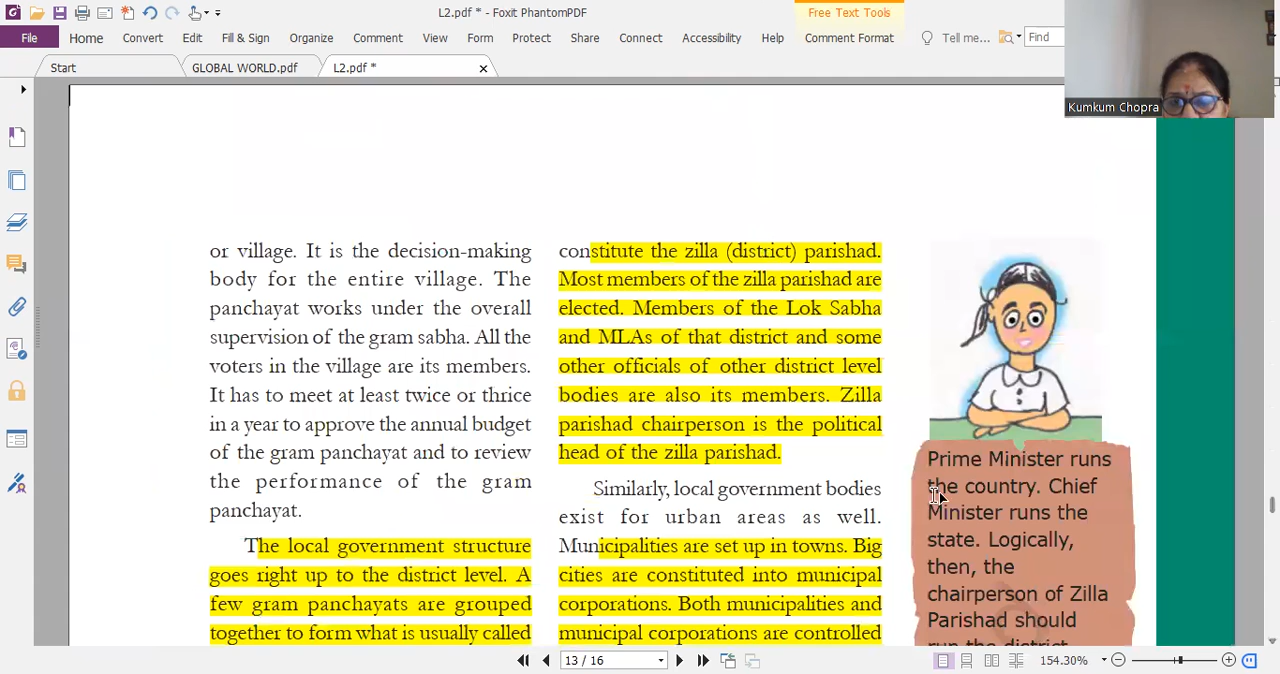 L2.pdf * - Foxit PhantomPDF
Free Text Tools
File
Home
Convert
Edit
Fill & Sign
Organize
Comment
View
Form
Protect
Share
Connect
Accessibility
Help
Comment Format
Tell me...
Find
Start
GLOBAL WORLD.pdf
L2.pdf *
Kumkum Chopra
or village. It is the decision-making
body for the entire village. The
panchayat works under the overall
supervision of the gram sabha. All the
voters in the village are its members.
It has to meet at least twice or thrice
in a year to approve the annual budget
of the gram panchayat and to review
the performance of the gram
panchayat.
The local government structure
goes right up to the district level. A
few gram panchayats are grouped
together to form what is usually called
constitute the zilla (district) parishad.
Most members of the zilla parishad are
elected. Members of the Lok Sabha
and MLAs of that district and some
other officials of other district level
bodies are also its members. Zilla
parishad chairperson is the political
head of the zilla parishad.
Similarly, local government bodies
exist for urban areas as well.
Municipalities are set up in towns. Big
cities are constituted into municipal
corporations. Both municipalities and
municipal corporations are controlled
Prime Minister runs
the country. Chief
Minister runs the
state. Logically,
then, the
chairperson of Zilla
Parishad should
run the district
13 / 16
154.30%